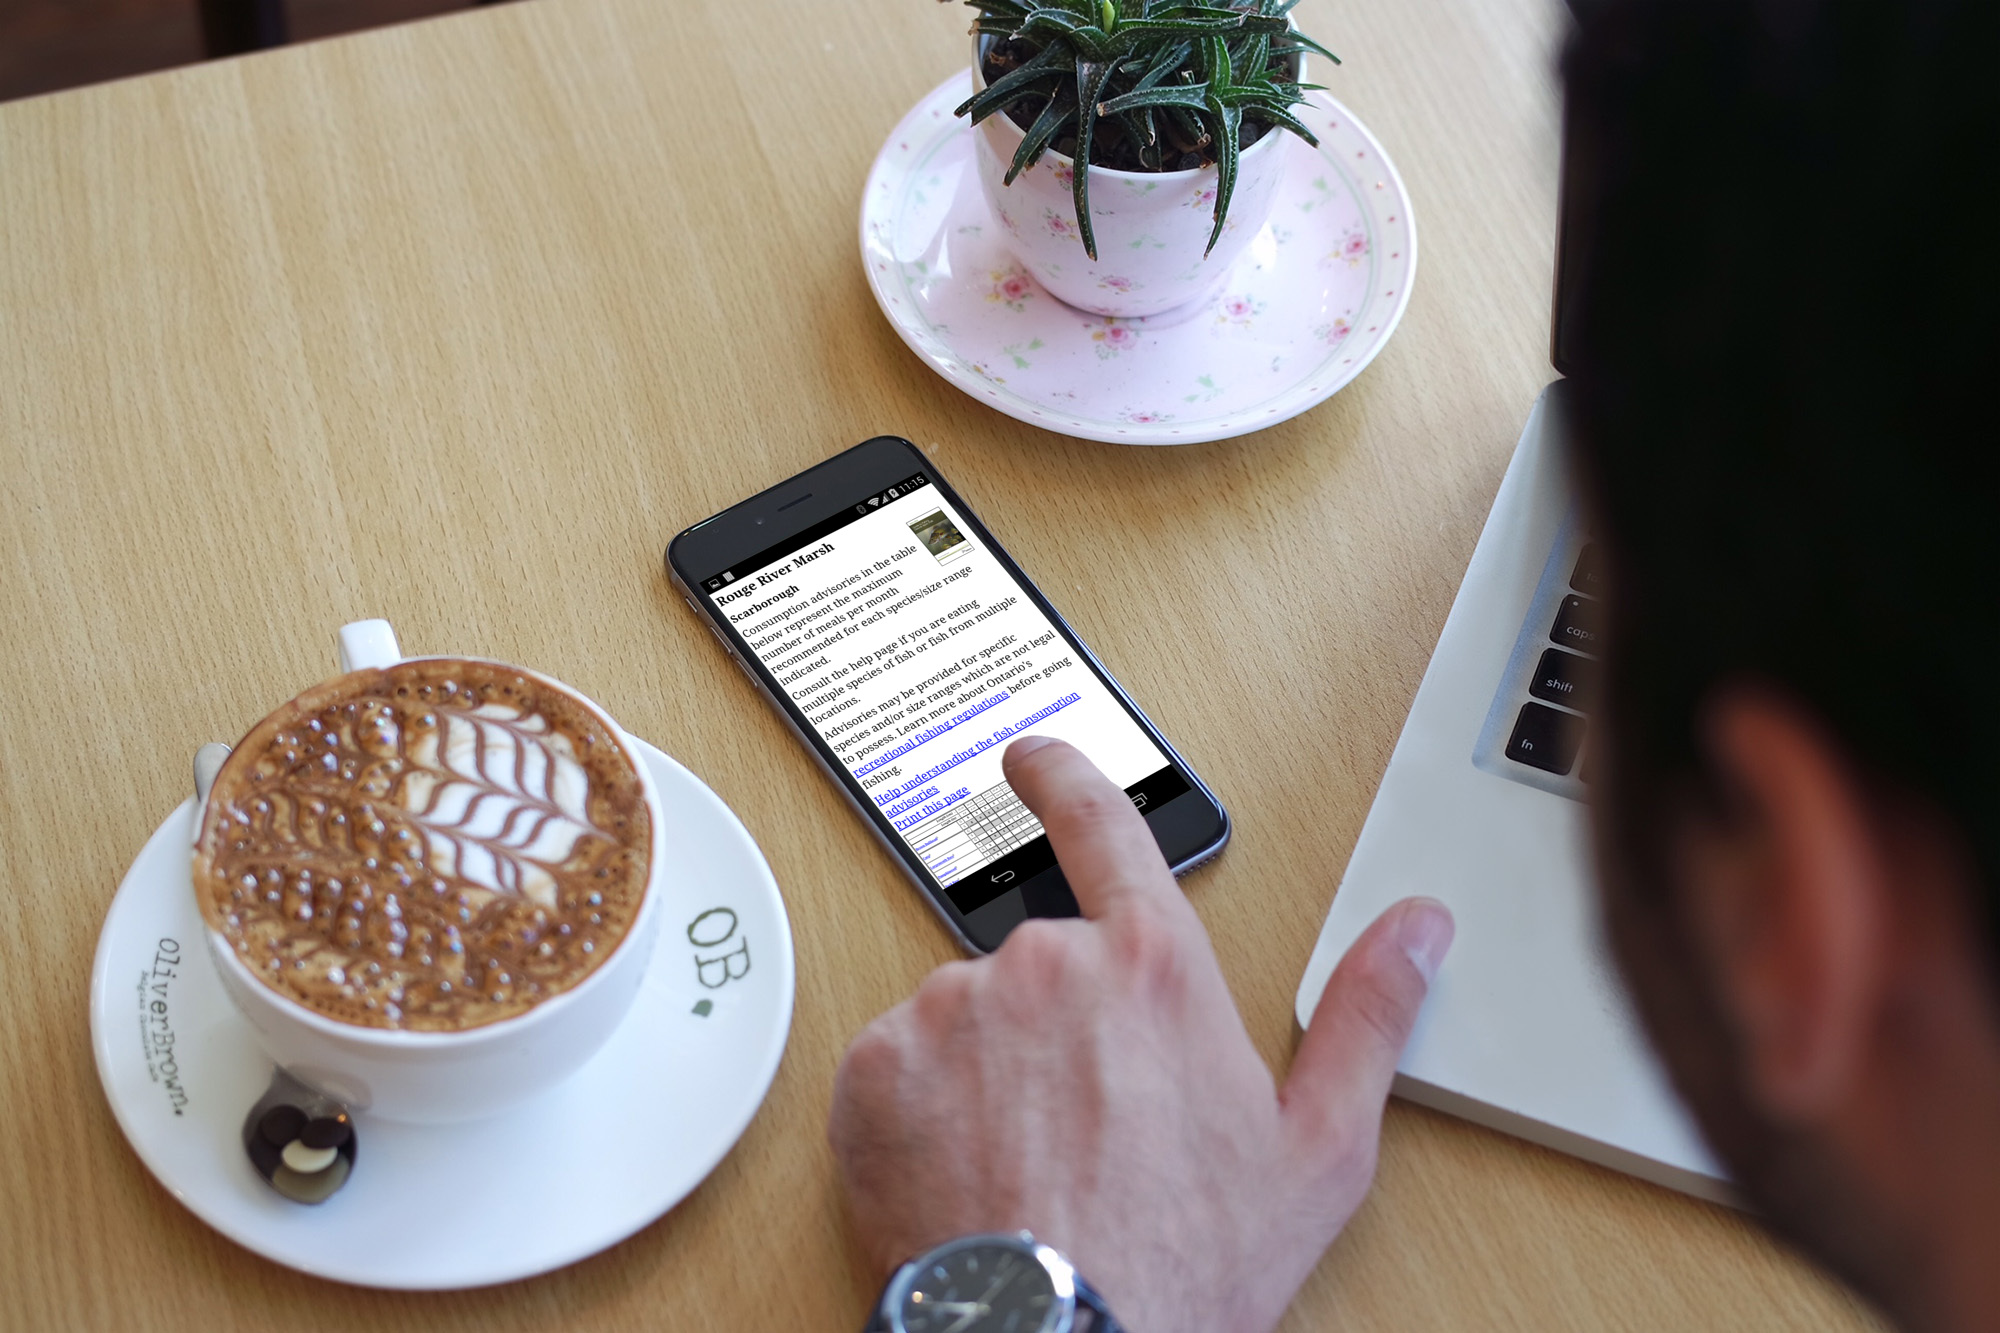 11:15
Rouge River Marsh
Scarborough
Consumption advisories in the table
below represent the maximum
number of meals per month
recommended for each species/size range
indicated.
Consult the help page if you are eating
multiple species of fish or fish from multiple
locations.
Advisories may be provided for specific
species and/or size ranges which are not legal
to possess. Learn more about Ontario's
recreational fishing regulations before going
fishing.
Help understanding the fish consumption
advisories
Print this page
caps
shift
fn
OB.
OliverBrown.
Belgian Chocolate Café